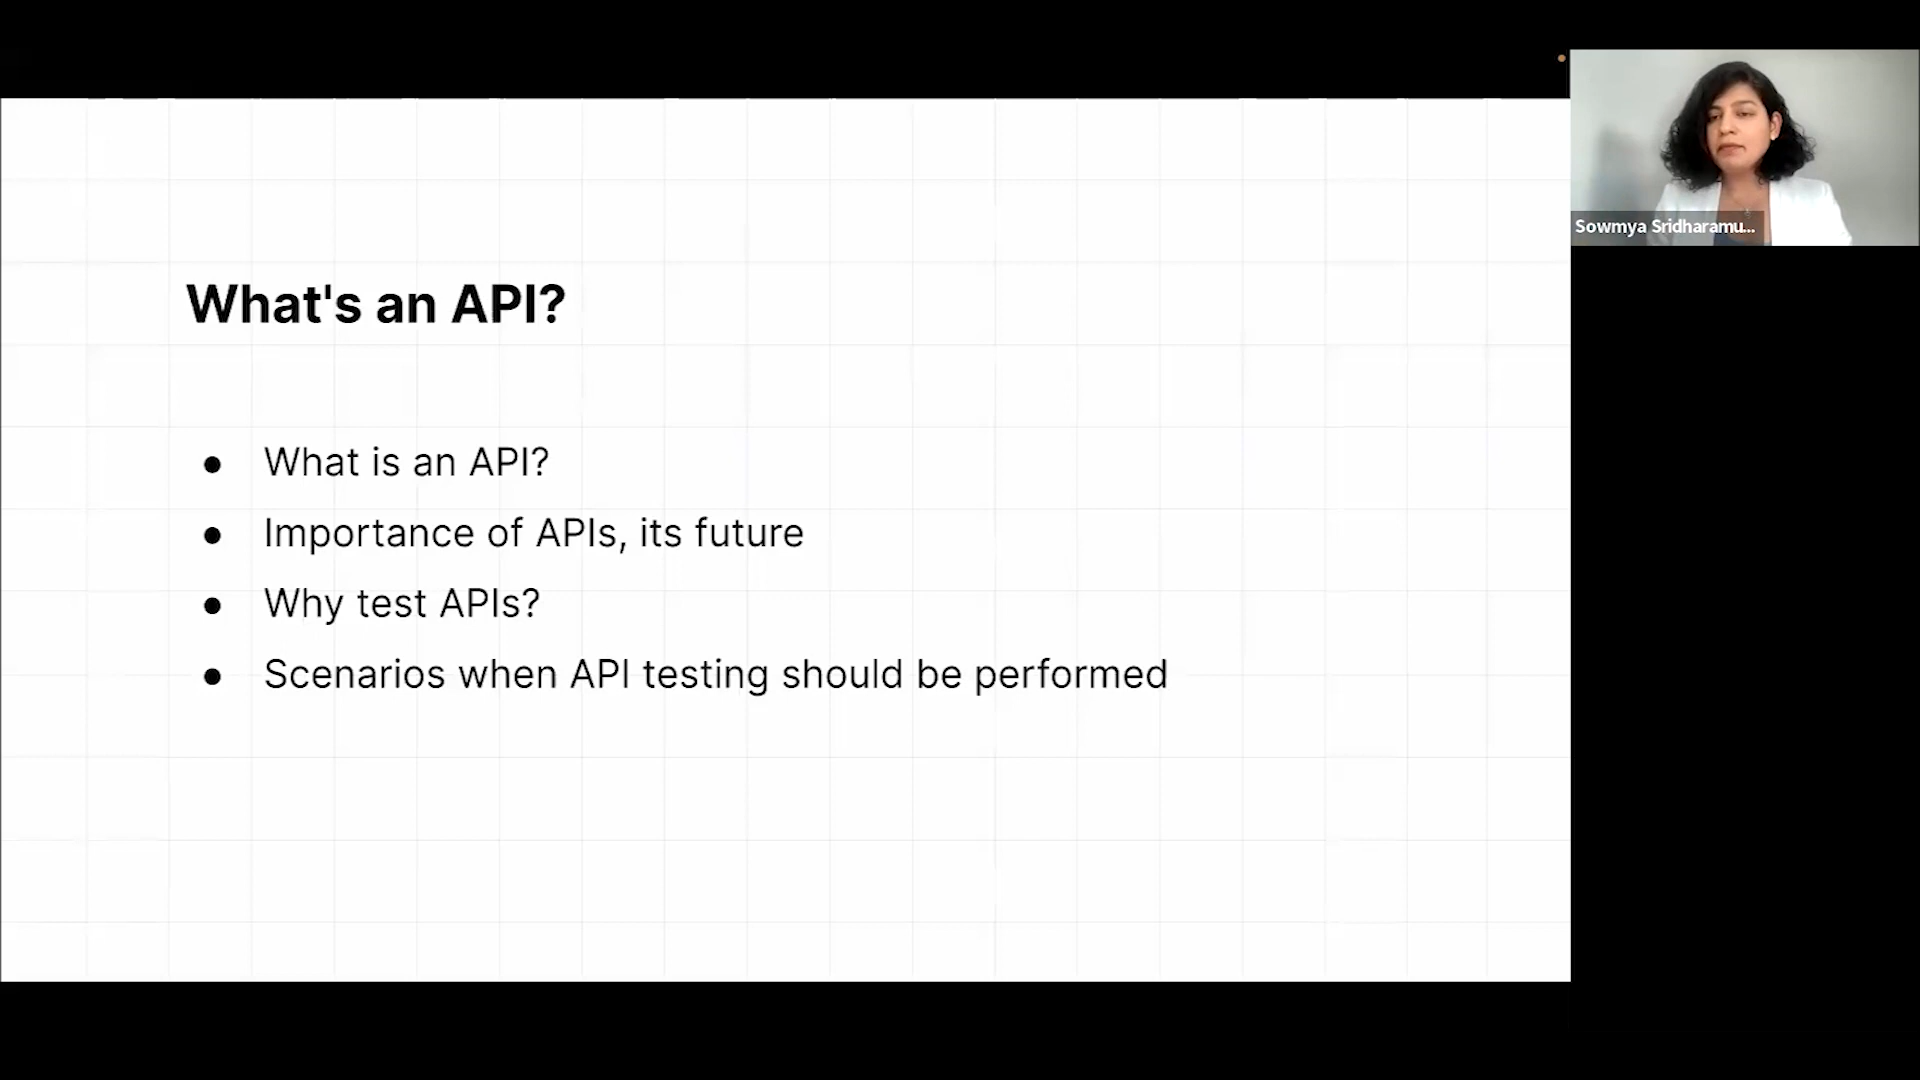 What's an API?
● What is an API?
● Importance of APIs, its future
● Why test APIs?
● Scenarios when API testing should be performed
Sowmya Sridharamu...